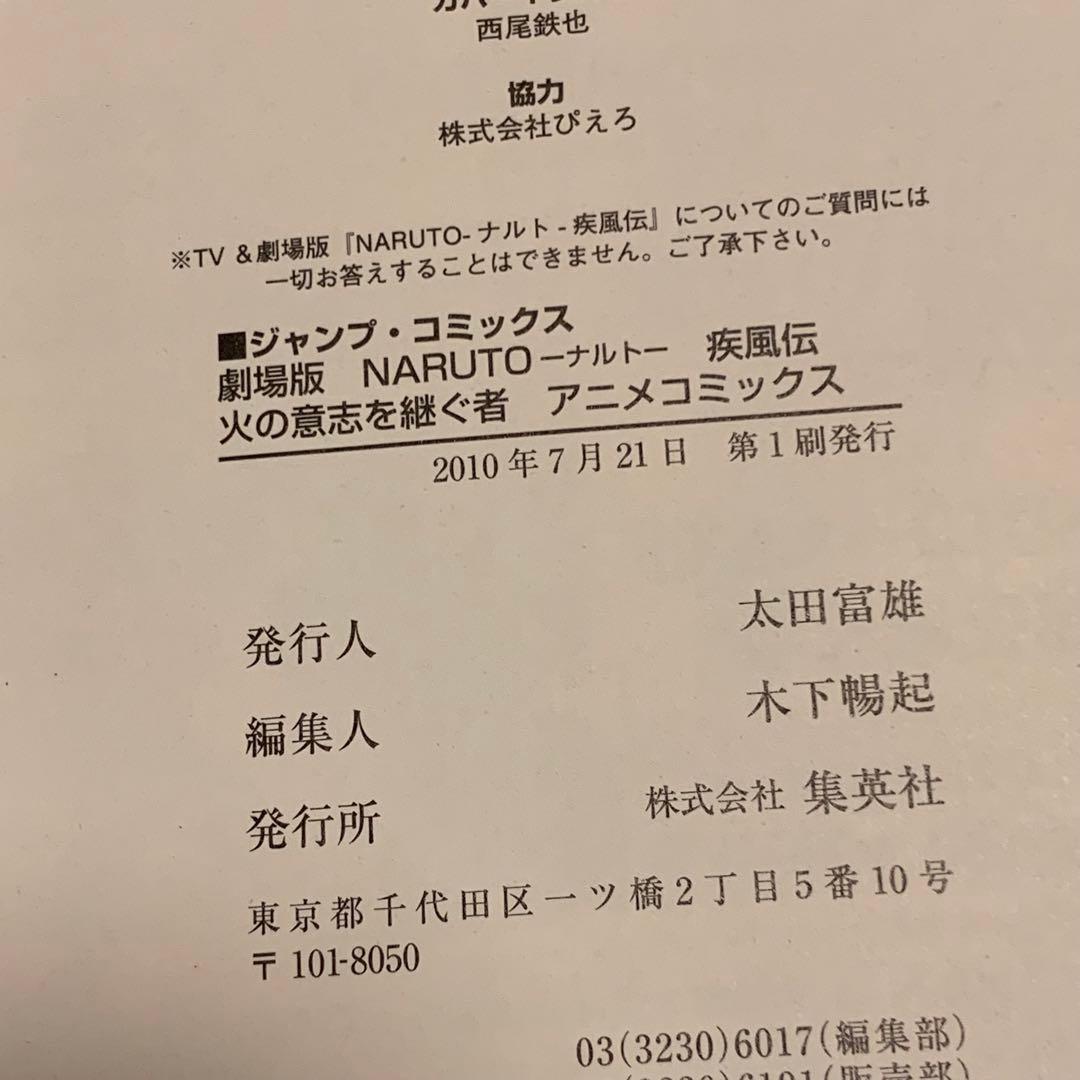 西尾鉄也
協力
株式会社ぴえろ
※TV &劇場版『NARUTO-ナルト-疾風伝』についてのご質問には
一切お答えすることはできません。ご了承下さい。
■ジャンプ・コミックス
劇場版 NARUTO—ナルト— 疾風伝
火の意志を継ぐ者 アニメコミックス
2010年7月21日 第1刷発行
発行人 太田富雄
編集人 木下暢起
発行所 株式会社 集英社
東京都千代田区一ツ橋2丁目5番10号
〒101-8050
03(3230)6017(編集部)